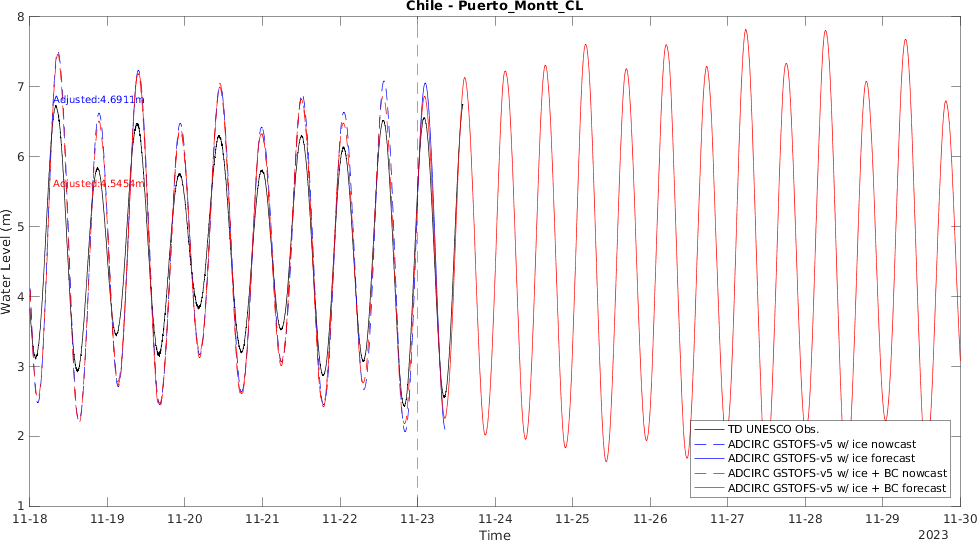 Chile - Puerto_Montt_CL
8
7
6
5
4
3
2
1
Water Level (m)
Adjusted:4.6911m
Adjusted:4.5454m
TD UNESCO Obs.
ADCIRC GSTOFS-v5 w/ ice nowcast
ADCIRC GSTOFS-v5 w/ ice forecast
ADCIRC GSTOFS-v5 w/ ice + BC nowcast
ADCIRC GSTOFS-v5 w/ ice + BC forecast
11-18 11-19 11-20 11-21 11-22 11-23 11-24 11-25 11-26 11-27 11-28 11-29 11-30
Time
2023